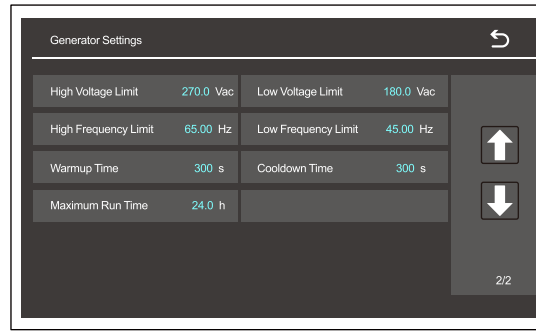 Generator Settings
High Voltage Limit 270.0 Vac Low Voltage Limit 180.0 Vac
High Frequency Limit 65.00 Hz Low Frequency Limit 45.00 Hz
Warmup Time 300 s Cooldown Time 300 s
Maximum Run Time 24.0 h
2/2